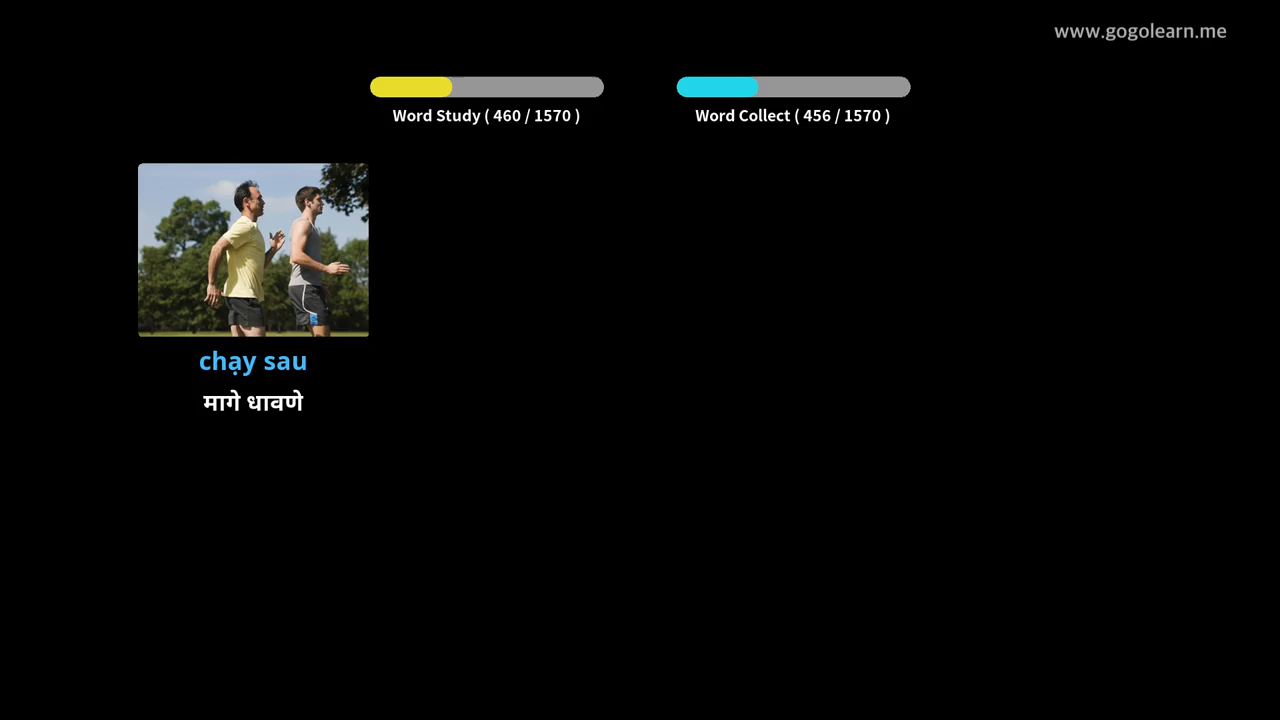 www.gogolearn.me
Word Study ( 460 / 1570 )
Word Collect ( 456 / 1570 )
chạy sau
मागे धावणे